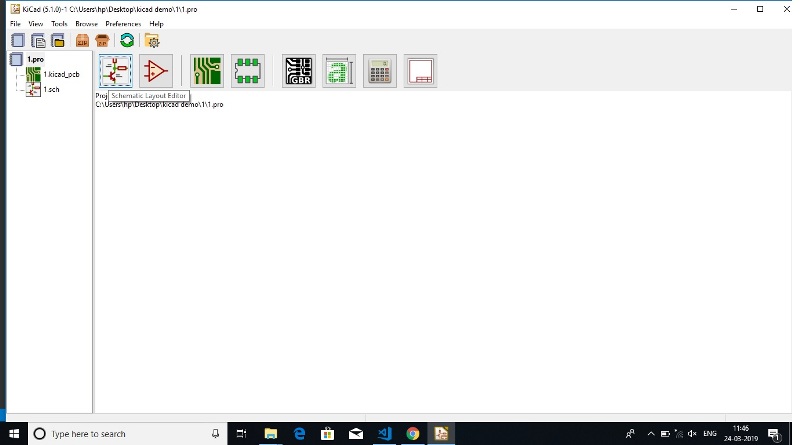 KiCad (5.1.0)-1 C:\Users\hp\Desktop\kicad demo\1\1.pro
File View Tools Browse Preferences Help
1.pro
1.kicad_pcb
1.sch
GBR
a
Proj
Schematic Layout Editor
C:\Users\hp\Desktop\kicad demo\1\1.pro
Type here to search
ENG
11:46
24-03-2019
1